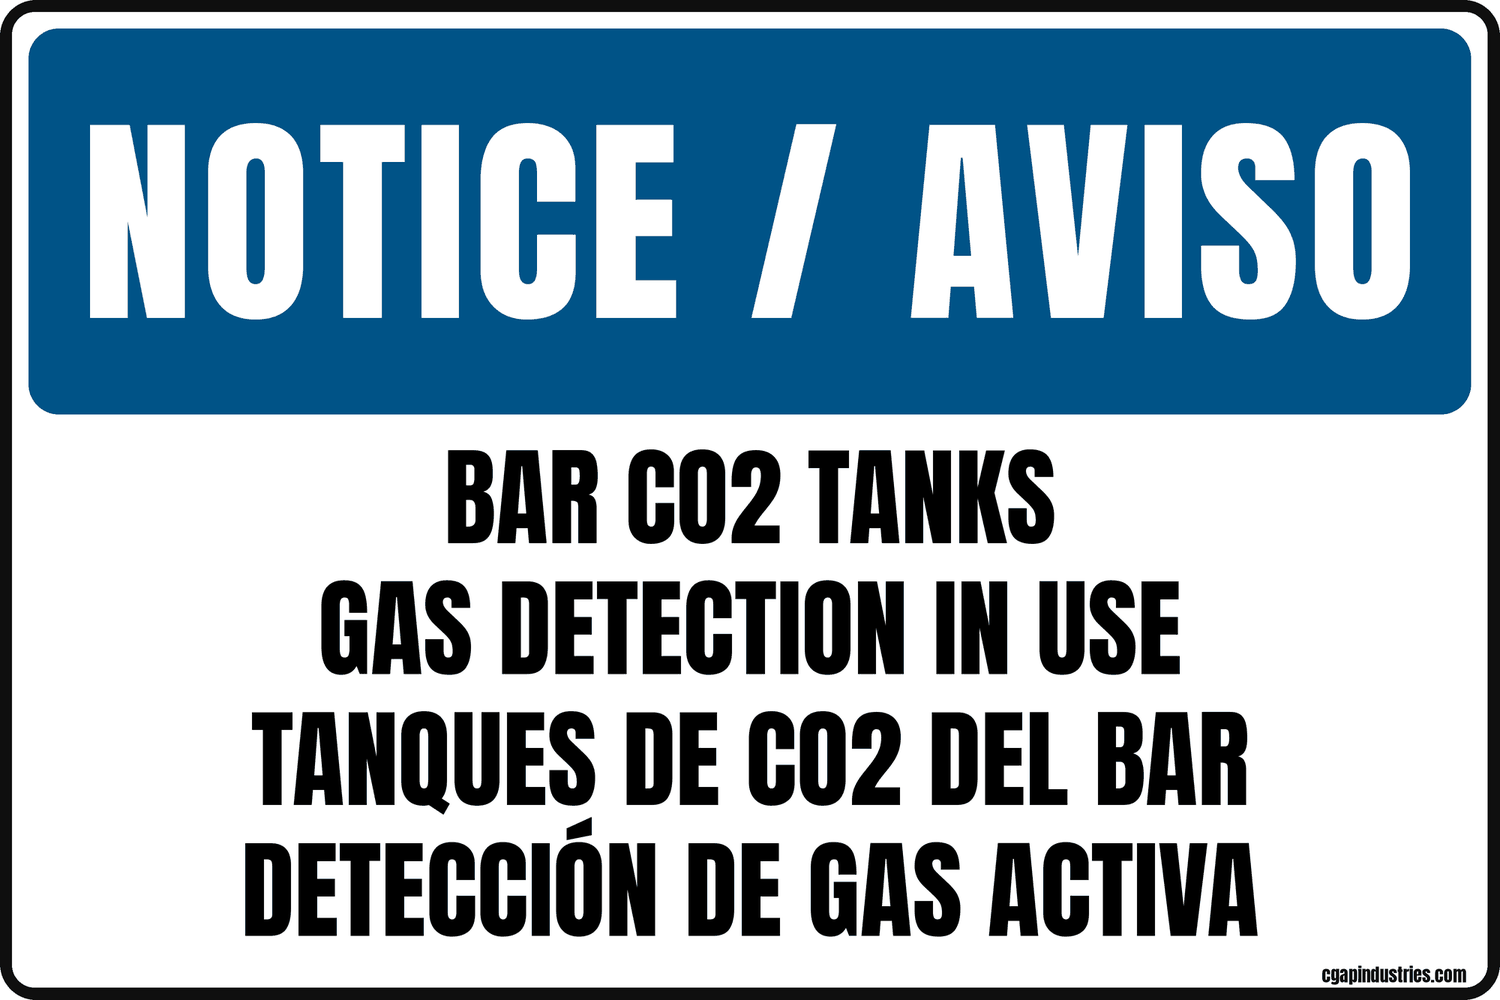 NOTICE / AVISO
BAR CO2 TANKS
GAS DETECTION IN USE
TANQUES DE CO2 DEL BAR
DETECCIÓN DE GAS ACTIVA
cgapindustries.com